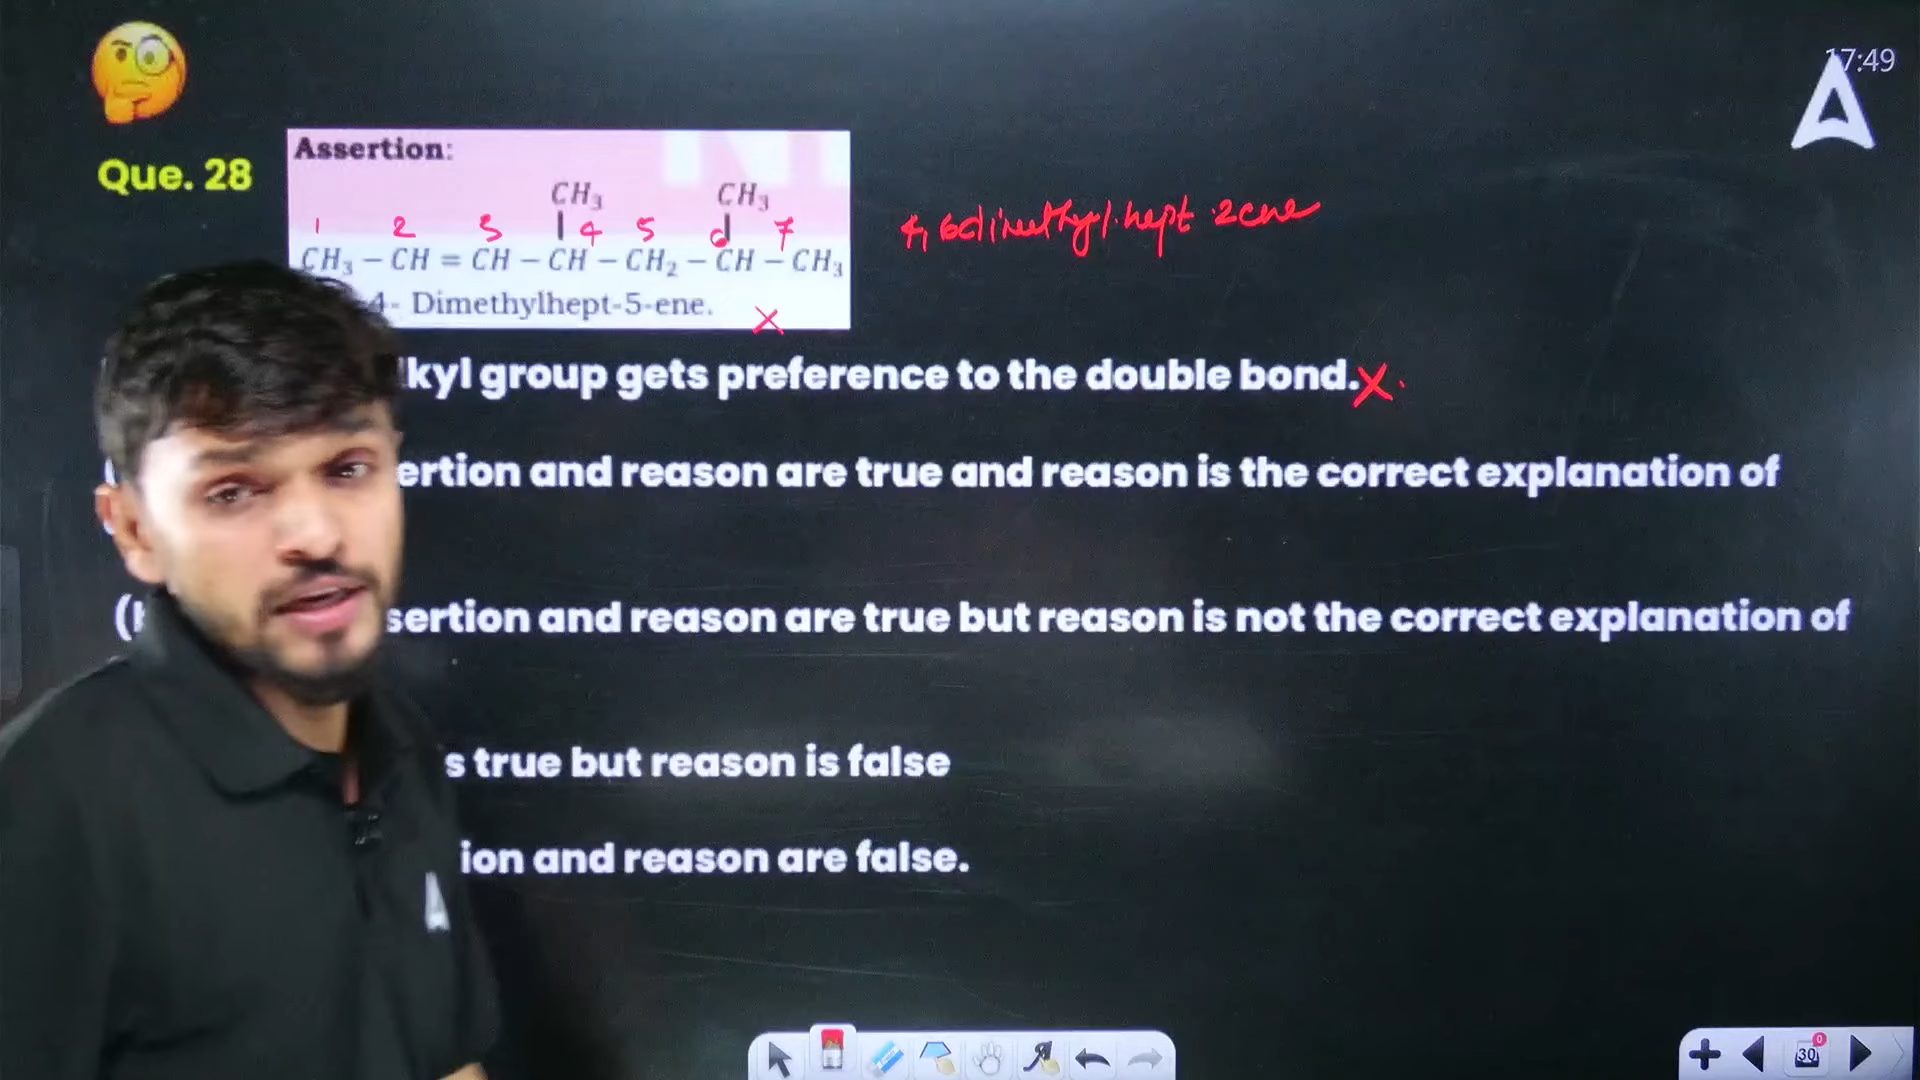 17:49
Que. 28
Assertion:
CH₃ CH₃
1 2 3 4 5 6 7
CH₃ – CH = CH – CH – CH₂ – CH – CH₃
4, 6dimethyl.hept.2ene
-4- Dimethylhept-5-ene. X
lkyl group gets preference to the double bond. X
ertion and reason are true and reason is the correct explanation of
sertion and reason are true but reason is not the correct explanation of
s true but reason is false
ion and reason are false.
30
0